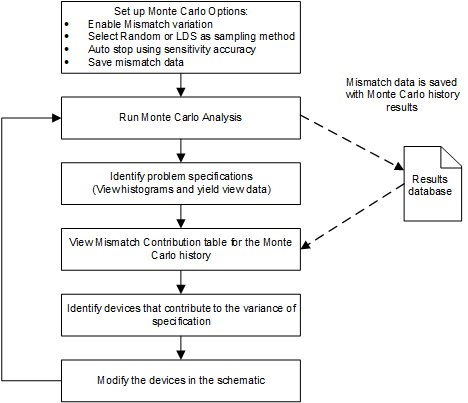 Set up Monte Carlo Options:
• Enable Mismatch variation
• Select Random or LDS as sampling method
• Auto stop using sensitivity accuracy
• Save mismatch data
Run Monte Carlo Analysis
Mismatch data is saved
with Monte Carlo history
results
Results
database
Identify problem specifications
(View histograms and yield view data)
View Mismatch Contribution table for the Monte
Carlo history
Identify devices that contribute to the variance of
specification
Modify the devices in the schematic